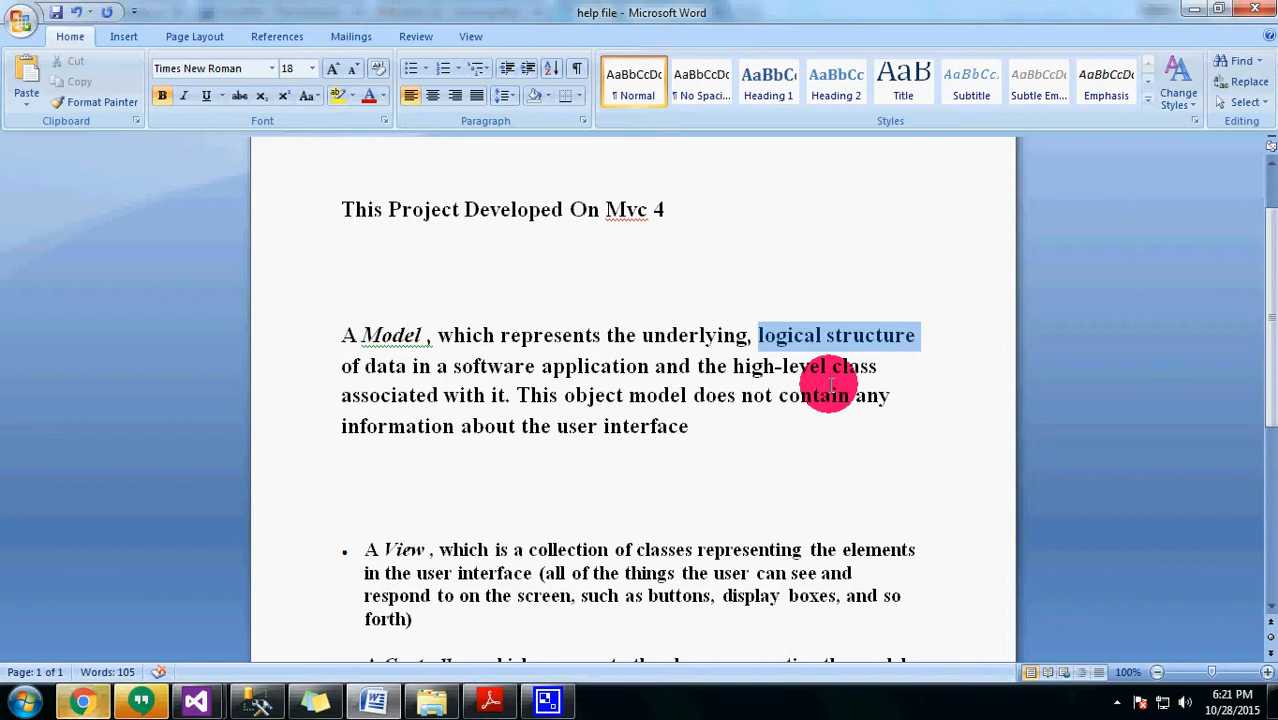 help file - Microsoft Word
Home Insert Page Layout References Mailings Review View
Paste
Cut
Copy
Format Painter
Clipboard
Times New Roman 18
B I U abc x₂ x² Aa A
Font
Paragraph
AaBbCcDc AaBbCcDc AaBbC AaBbCc AaB AaBbCc. AaBbCcDc AaBbCcDc
¶ Normal ¶ No Spaci... Heading 1 Heading 2 Title Subtitle Subtle Em... Emphasis
Change Styles
Styles
Find
Replace
Select
Editing
This Project Developed On Mvc 4
A Model , which represents the underlying, logical structure
of data in a software application and the high-level class
associated with it. This object model does not contain any
information about the user interface
• A View , which is a collection of classes representing the elements
in the user interface (all of the things the user can see and
respond to on the screen, such as buttons, display boxes, and so
forth)
Page: 1 of 1 Words: 105 100%
6:21 PM
10/28/2015